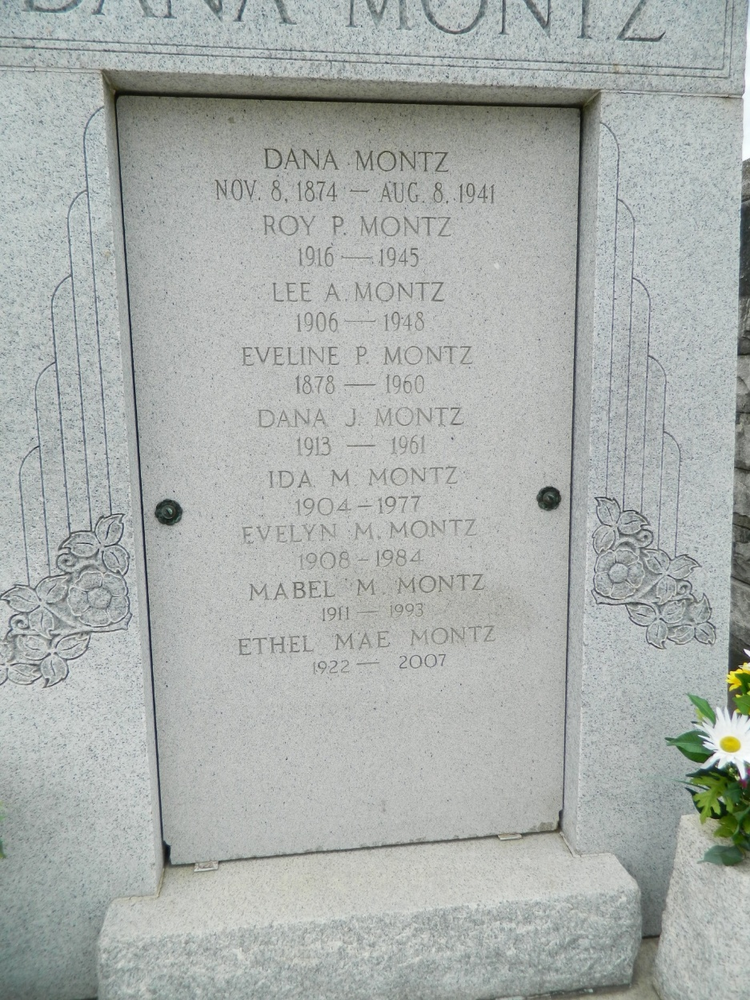 DANA MONTZ
DANA MONTZ
NOV. 8, 1874 — AUG. 8, 1941
ROY P. MONTZ
1916 — 1945
LEE A. MONTZ
1906 — 1948
EVELINE P. MONTZ
1878 — 1960
DANA J. MONTZ
1913 — 1961
IDA M. MONTZ
1904 – 1977
EVELYN M. MONTZ
1908 – 1984
MABEL M. MONTZ
1911 — 1993
ETHEL MAE MONTZ
1922 — 2007